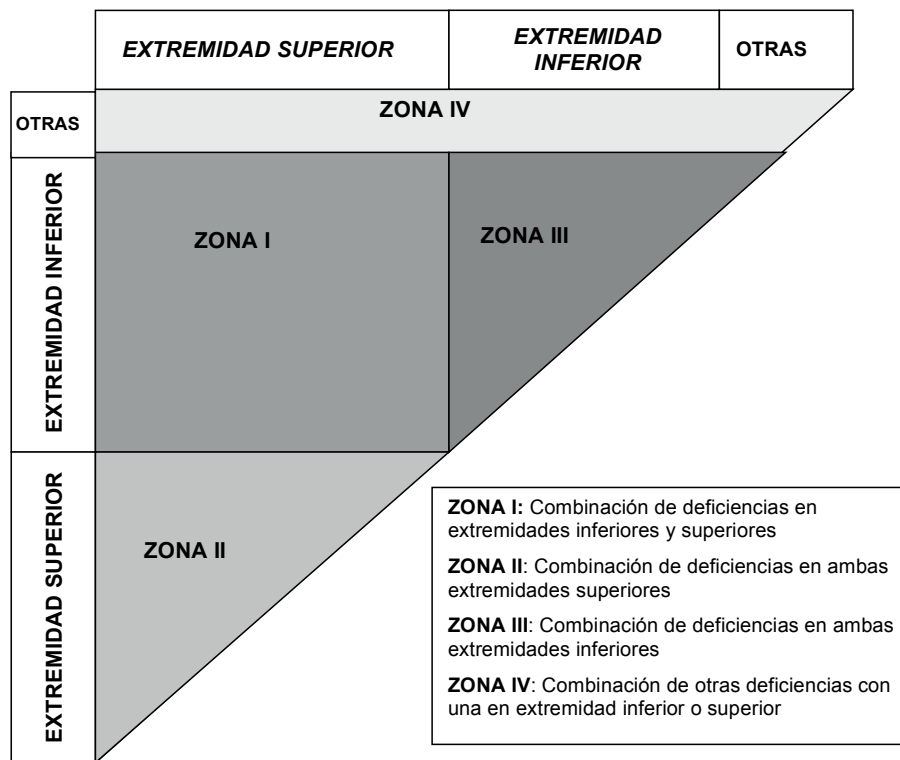 EXTREMIDAD SUPERIOR
EXTREMIDAD
INFERIOR
OTRAS
OTRAS
ZONA IV
EXTREMIDAD INFERIOR
ZONA I
ZONA III
EXTREMIDAD SUPERIOR
ZONA II
ZONA I: Combinación de deficiencias en
extremidades inferiores y superiores
ZONA II: Combinación de deficiencias en ambas
extremidades superiores
ZONA III: Combinación de deficiencias en ambas
extremidades inferiores
ZONA IV: Combinación de otras deficiencias con
una en extremidad inferior o superior